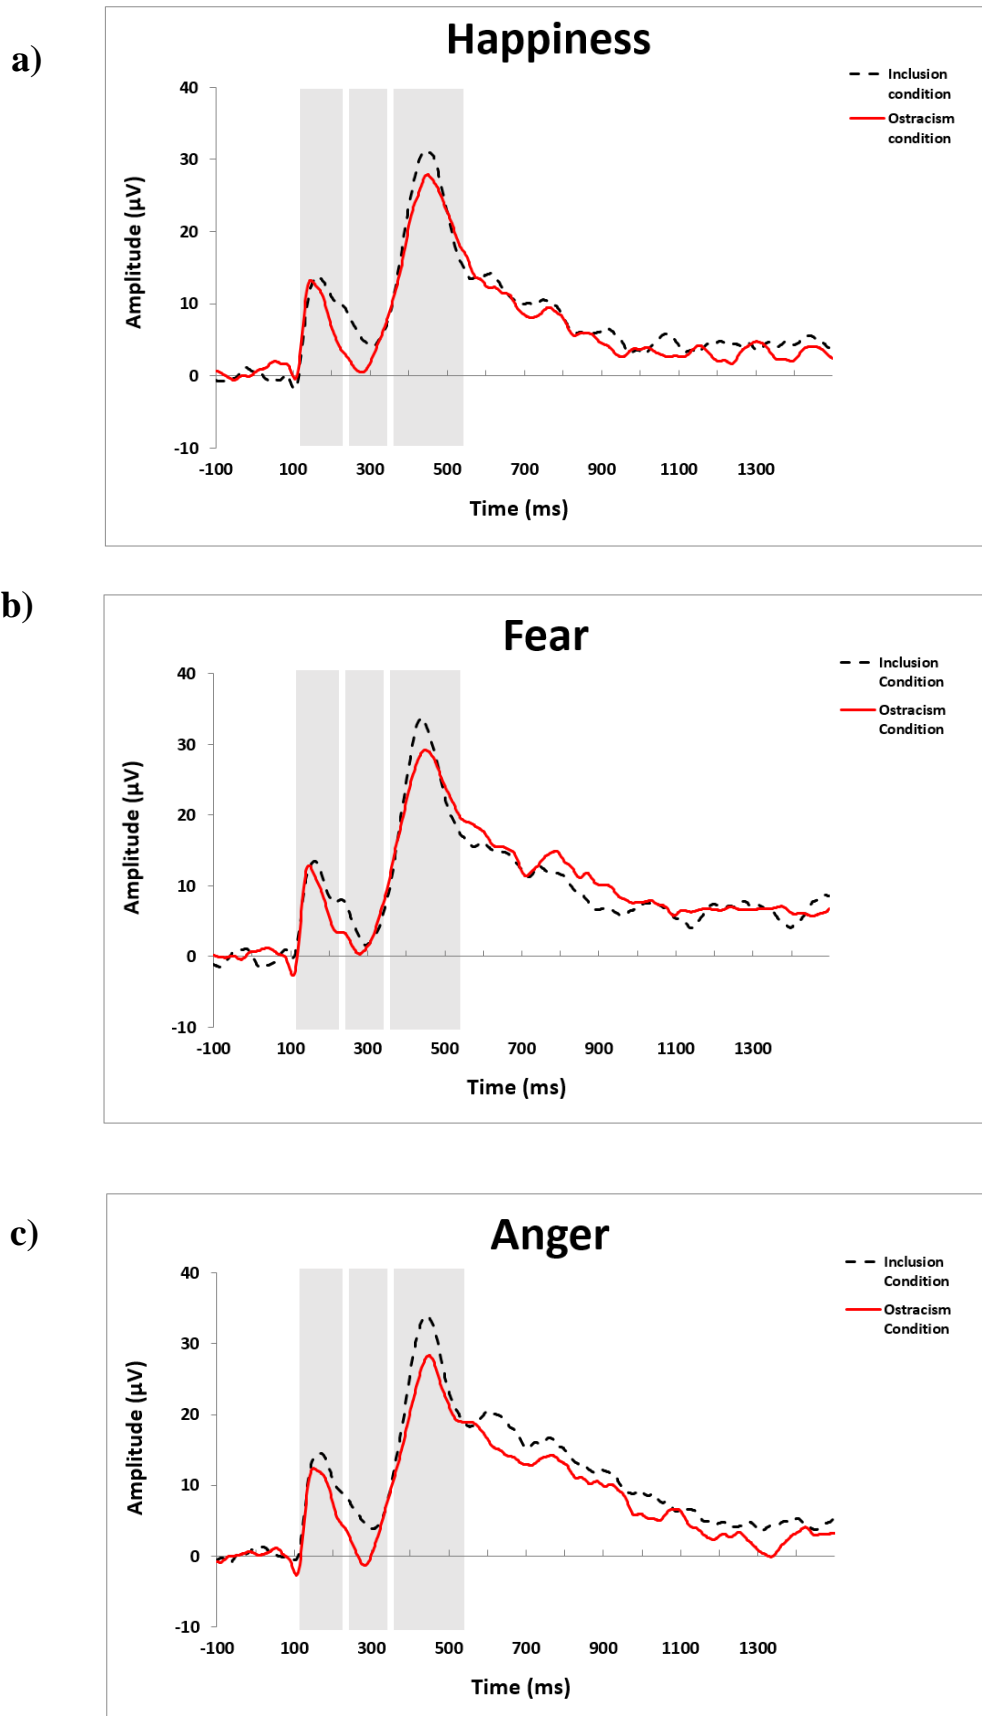 a)
Happiness
Inclusion
condition
Ostracism
condition
40
30
20
10
0
-10
Amplitude (µV)
-100 100 300 500 700 900 1100 1300
Time (ms)
b)
Fear
Inclusion
Condition
Ostracism
Condition
40
30
20
10
0
-10
Amplitude (µV)
-100 100 300 500 700 900 1100 1300
Time (ms)
c)
Anger
Inclusion
Condition
Ostracism
Condition
40
30
20
10
0
-10
Amplitude (µV)
-100 100 300 500 700 900 1100 1300
Time (ms)